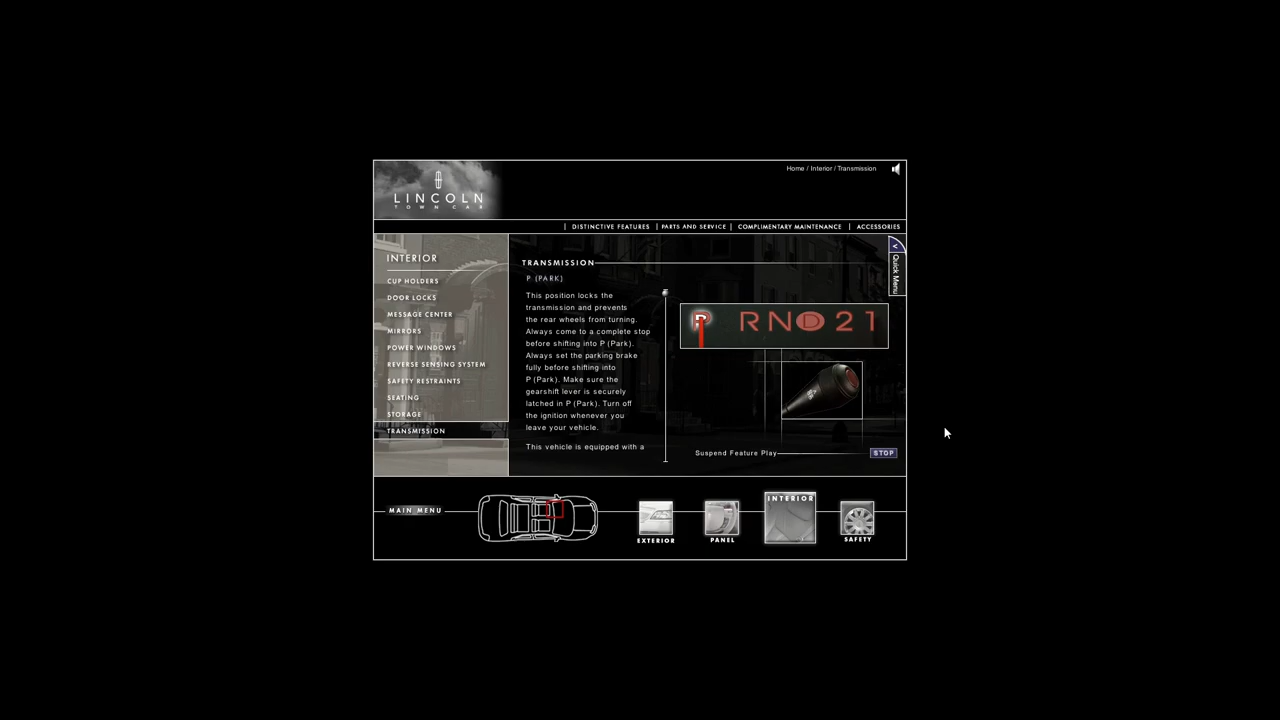 Home / Interior / Transmission
LINCOLN
TOWN CAR
DISTINCTIVE FEATURES
PARTS AND SERVICE
COMPLIMENTARY MAINTENANCE
ACCESSORIES
INTERIOR
CUP HOLDERS
DOOR LOCKS
MESSAGE CENTER
MIRRORS
POWER WINDOWS
REVERSE SENSING SYSTEM
SAFETY RESTRAINTS
SEATING
STORAGE
TRANSMISSION
TRANSMISSION
P (PARK)
This position locks the
transmission and prevents
the rear wheels from turning.
Always come to a complete stop
before shifting into P (Park).
Always set the parking brake
fully before shifting into
P (Park). Make sure the
gearshift lever is securely
latched in P (Park). Turn off
the ignition whenever you
leave your vehicle.
This vehicle is equipped with a
P R N D 2 1
< Quick Menu
Suspend Feature Play
STOP
MAIN MENU
EXTERIOR
PANEL
INTERIOR
SAFETY